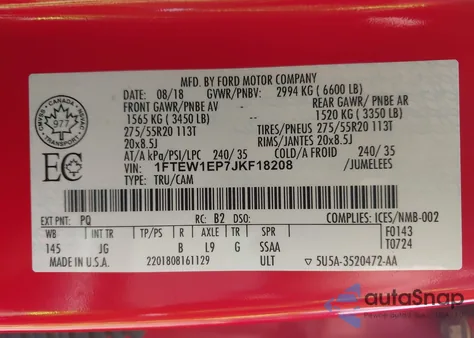 MFD. BY FORD MOTOR COMPANY
DATE: 08/18 GVWR/PNBV: 2994 KG ( 6600 LB)
FRONT GAWR/PNBE AV REAR GAWR/ PNBE AR
1565 KG ( 3450 LB) 1520 KG ( 3350 LB)
275/55R20 113T TIRES/PNEUS 275/55R20 113T
20x8.5J RIMS/JANTES 20x8.5J
AT/A kPa/PSI/LPC 240/ 35 COLD/A FROID 240/ 35
VIN: 1FTEW1EP7JKF18208 /JUMELEES
TYPE: TRU/CAM
CANADA
977
TRANSPORT
EC
EXT PNT: PQ RC: B2 DSO: COMPLIES: ICES/NMB-002
WB INT TR TP/PS R AXLE TR SPR F0143
145 JG B L9 G SSAA T0724
MADE IN U.S.A. 2201808161129 ULT 5U5A-3520472-AA
autoSnap